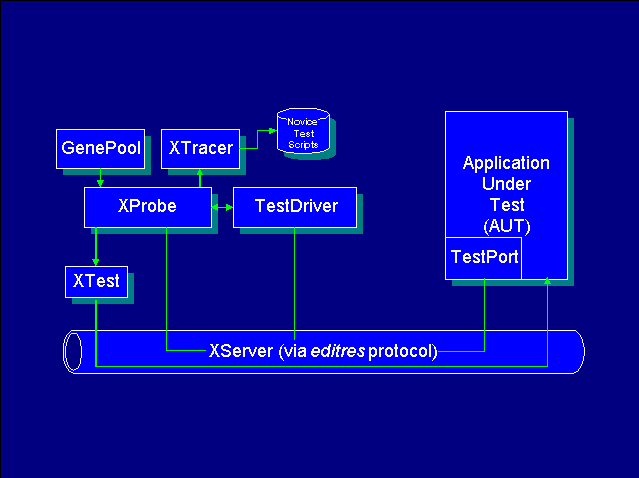 Novice
Test
Scripts
GenePool
XTracer
Application
Under
Test
(AUT)
XProbe
TestDriver
TestPort
XTest
XServer (via editres protocol)